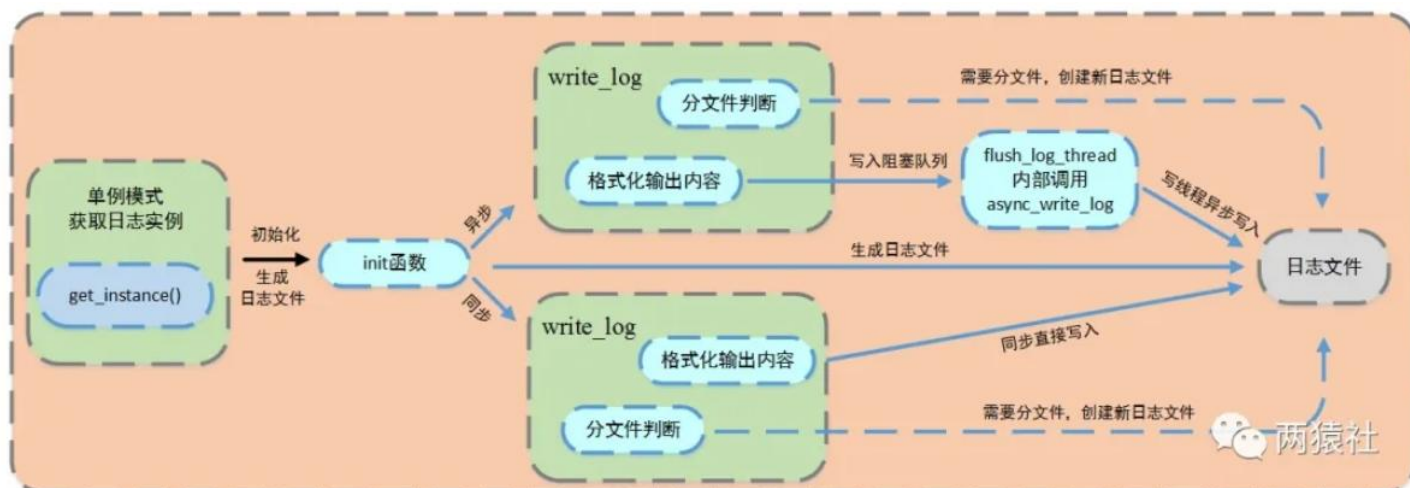 单例模式
获取日志实例
get_instance()
初始化
生成
日志文件
init函数
异步
同步
write_log
分文件判断
格式化输出内容
需要分文件，创建新日志文件
写入阻塞队列
flush_log_thread
内部调用
async_write_log
写线程异步写入
生成日志文件
日志文件
write_log
格式化输出内容
分文件判断
同步直接写入
需要分文件，创建新日志文件
两猿社